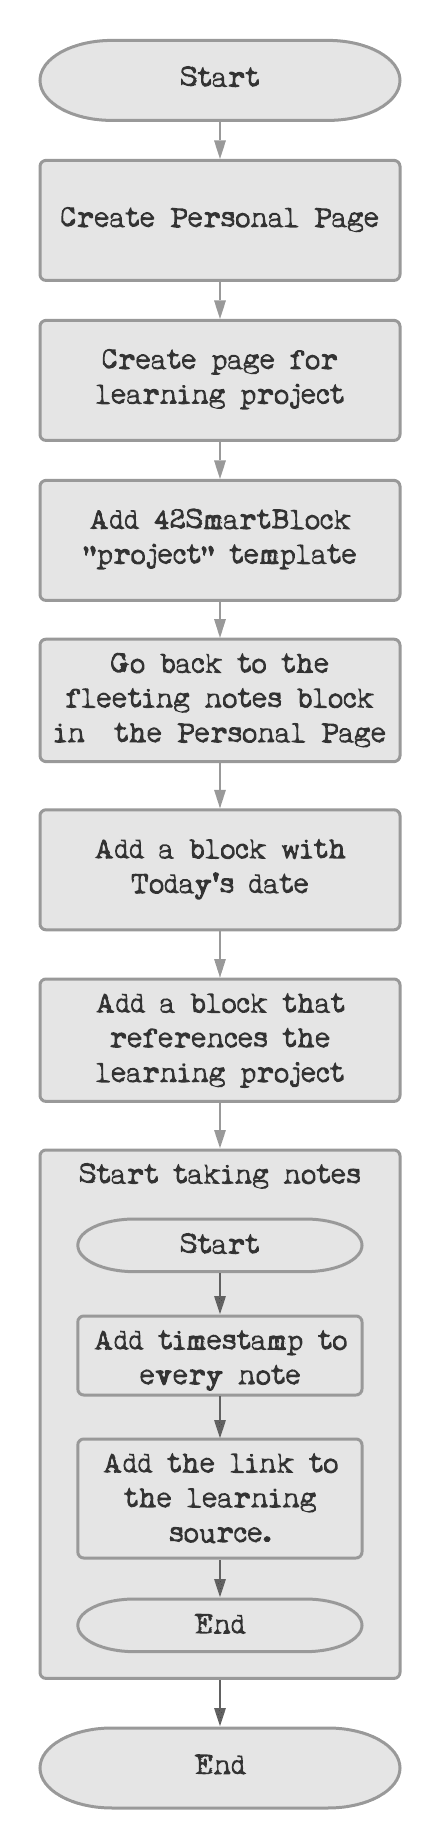 Start
Create Personal Page
Create page for
learning project
Add 42SmartBlock
"project" template
Go back to the
fleeting notes block
in  the Personal Page
Add a block with
Today's date
Add a block that
references the
learning project
Start taking notes
Start
Add timestamp to
every note
Add the link to
the learning
source.
End
End